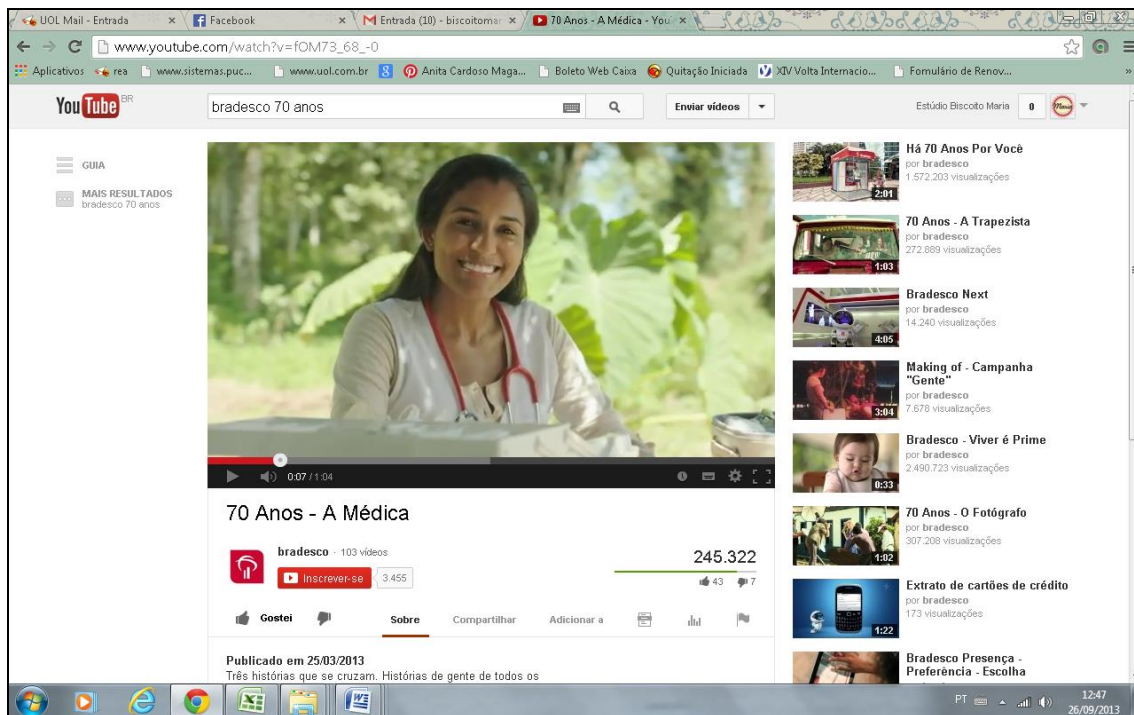 UOL Mail - Entrada
Facebook
Entrada (10) - biscoitomar
70 Anos - A Médica - You
www.youtube.com/watch?v=fOM73_68_-0
Aplicativos
rea
www.sistemas.puc...
www.uol.com.br
8
Anita Cardoso Maga...
Boleto Web Caixa
Quitação Iniciada
XIV Volta Internacio...
Fomulário de Renov...
»
YouTube BR
bradesco 70 anos
Enviar vídeos
Estúdio Biscoito Maria
0
GUIA
MAIS RESULTADOS
bradesco 70 anos
0:07 / 1:04
70 Anos - A Médica
bradesco · 103 vídeos
Inscrever-se 3.455
245.322
43 7
Gostei
Sobre
Compartilhar
Adicionar a
Publicado em 25/03/2013
Três histórias que se cruzam. Histórias de gente de todos os
Há 70 Anos Por Você
por bradesco
1.572.203 visualizações
2:01
70 Anos - A Trapezista
por bradesco
272.889 visualizações
1:03
Bradesco Next
por bradesco
14.240 visualizações
4:05
Making of - Campanha
"Gente"
por bradesco
7.678 visualizações
3:04
Bradesco - Viver é Prime
por bradesco
2.490.723 visualizações
0:33
70 Anos - O Fotógrafo
por bradesco
307.208 visualizações
1:02
Extrato de cartões de crédito
por bradesco
173 visualizações
1:22
Bradesco Presença -
Preferência - Escolha
PT
12:47
26/09/2013